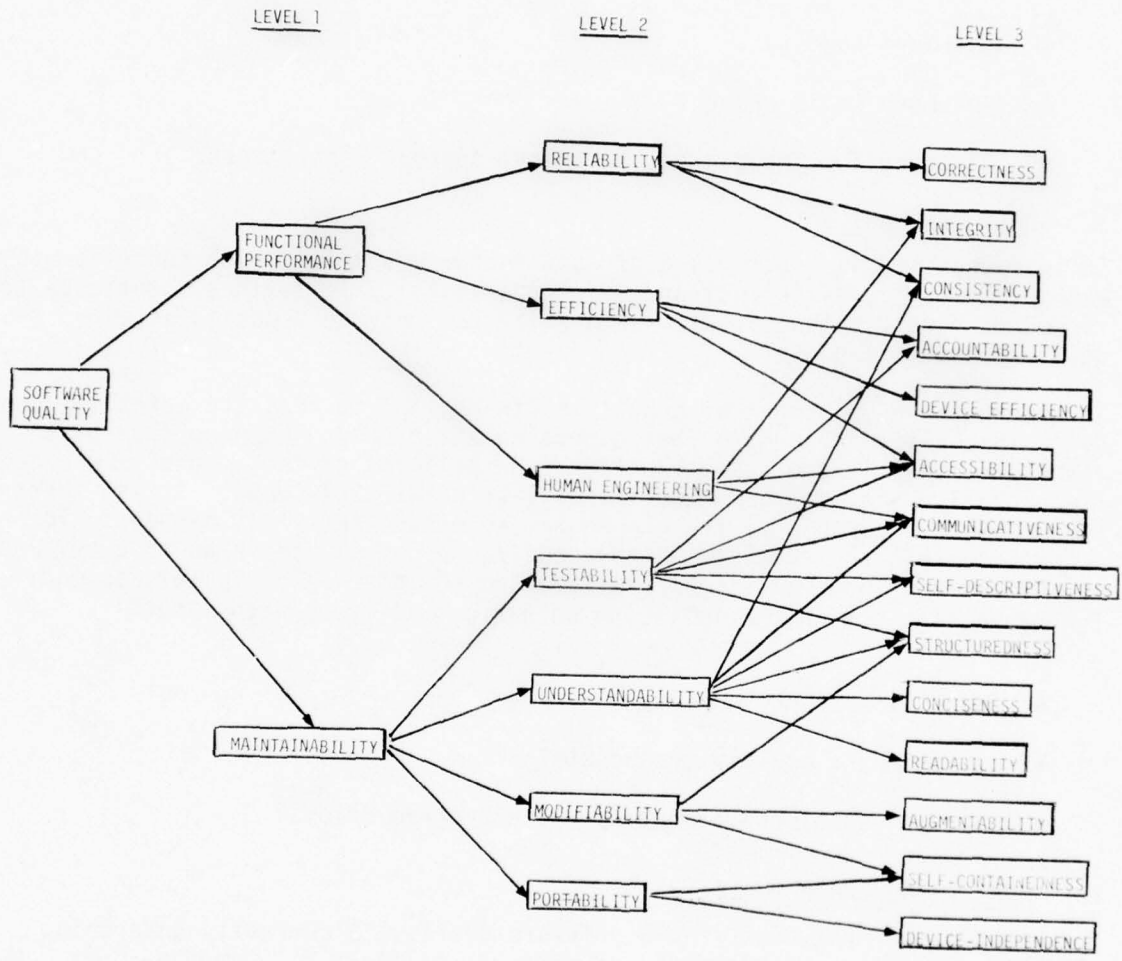 LEVEL 1
LEVEL 2
LEVEL 3
RELIABILITY
CORRECTNESS
INTEGRITY
FUNCTIONAL
PERFORMANCE
CONSISTENCY
EFFICIENCY
ACCOUNTABILITY
SOFTWARE
QUALITY
DEVICE EFFICIENCY
ACCESSIBILITY
HUMAN ENGINEERING
COMMUNICATIVENESS
TESTABILITY
SELF-DESCRIPTIVENESS
STRUCTUREDNESS
UNDERSTANDABILITY
CONCISENESS
MAINTAINABILITY
READABILITY
MODIFIABILITY
AUGMENTABILITY
SELF-CONTAINEDNESS
PORTABILITY
DEVICE-INDEPENDENCE